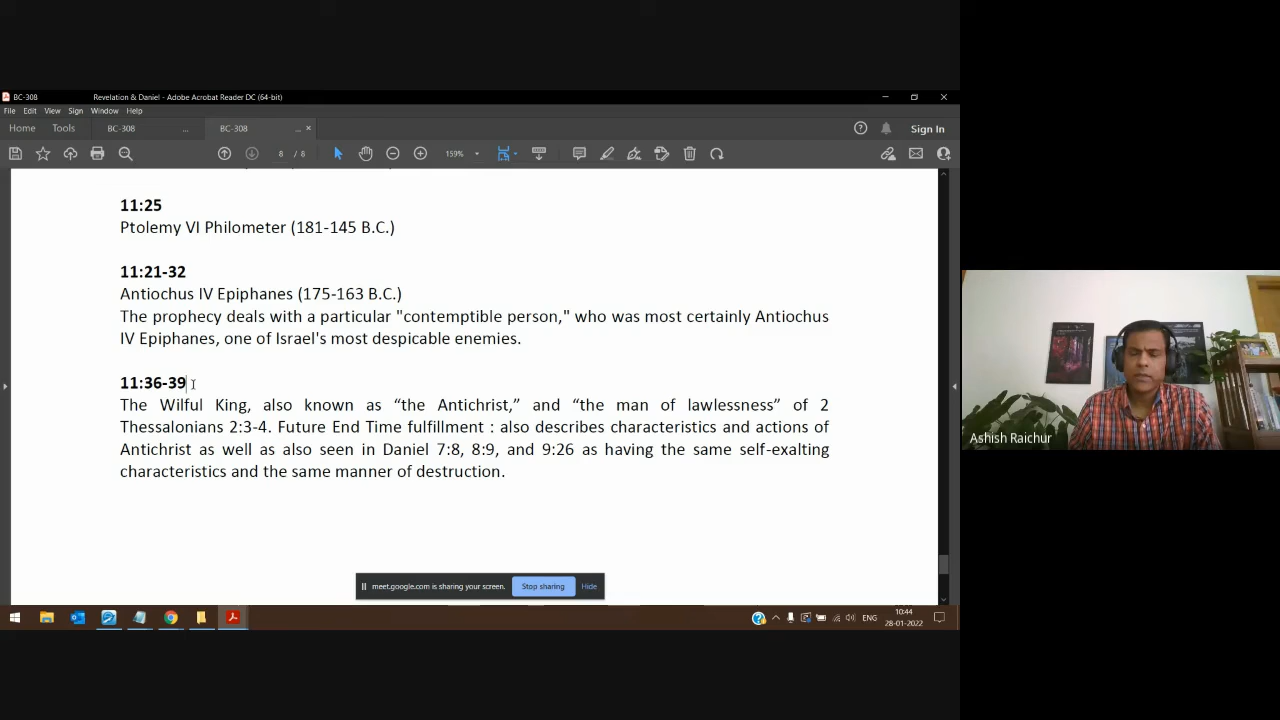 BC-308 Revelation & Daniel - Adobe Acrobat Reader DC (64-bit)
File Edit View Sign Window Help
Home Tools BC-308 ... BC-308 ... × Sign In
8 / 8 159%
11:25
Ptolemy VI Philometer (181-145 B.C.)
11:21-32
Antiochus IV Epiphanes (175-163 B.C.)
The prophecy deals with a particular "contemptible person," who was most certainly Antiochus
IV Epiphanes, one of Israel's most despicable enemies.
11:36-39
The Wilful King, also known as “the Antichrist,” and “the man of lawlessness” of 2
Thessalonians 2:3-4. Future End Time fulfillment : also describes characteristics and actions of
Antichrist as well as also seen in Daniel 7:8, 8:9, and 9:26 as having the same self-exalting
characteristics and the same manner of destruction.
Ashish Raichur
meet.google.com is sharing your screen. Stop sharing Hide
ENG
10:44
28-01-2022